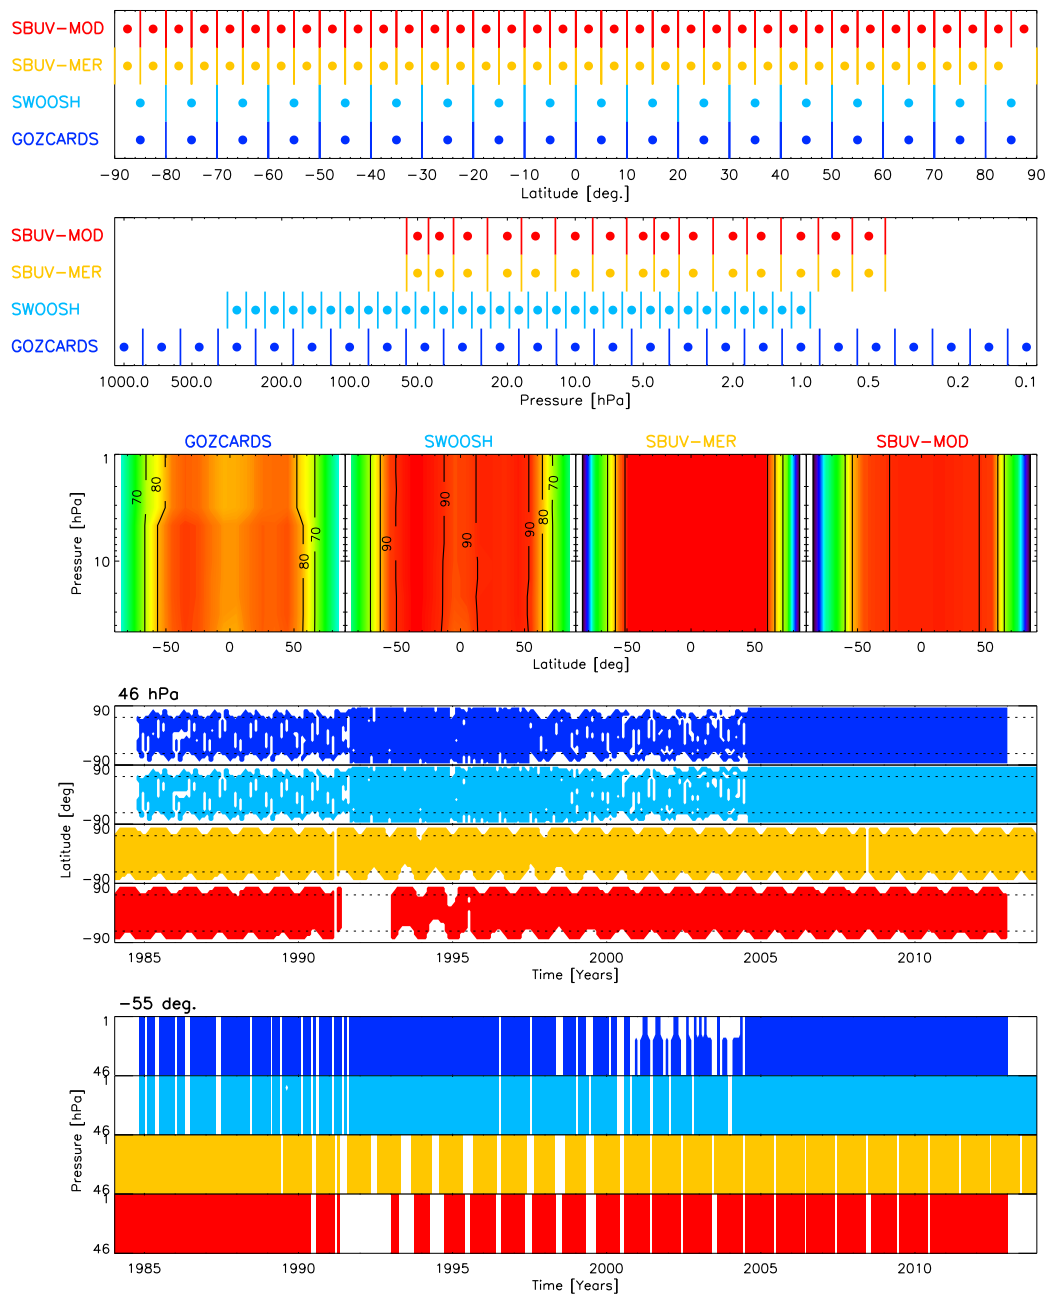 SBUV-MOD
SBUV-MER
SWOOSH
GOZCARDS
-90 -80 -70 -60 -50 -40 -30 -20 -10 0 10 20 30 40 50 60 70 80 90
Latitude [deg.]
SBUV-MOD
SBUV-MER
SWOOSH
GOZCARDS
1000.0 500.0 200.0 100.0 50.0 20.0 10.0 5.0 2.0 1.0 0.5 0.2 0.1
Pressure [hPa]
GOZCARDS SWOOSH SBUV-MER SBUV-MOD
1
10
Pressure [hPa]
70 80 80 70
90 90 90 90 80 70
-50 0 50 -50 0 50 -50 0 50 -50 0 50
Latitude [deg]
46 hPa
90
-90
90
-90
90
-90
90
-90
Latitude [deg]
1985 1990 1995 2000 2005 2010
Time [Years]
-55 deg.
1
46
1
46
1
46
1
46
Pressure [hPa]
1985 1990 1995 2000 2005 2010
Time [Years]